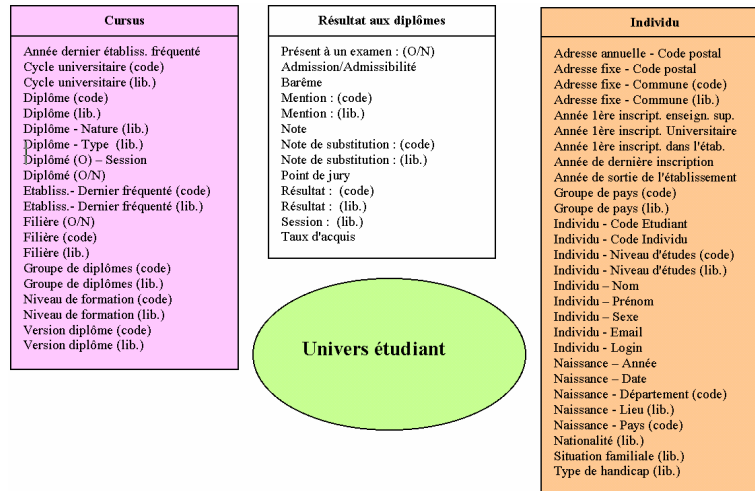 Cursus
Année dernier établiss. fréquenté
Cycle universitaire (code)
Cycle universitaire (lib.)
Diplôme (code)
Diplôme (lib.)
Diplôme - Nature (lib.)
Diplôme - Type (lib.)
Diplômé (O) – Session
Diplômé (O/N)
Etabliss.- Dernier fréquenté (code)
Etabliss.- Dernier fréquenté (lib.)
Filière (O/N)
Filière (code)
Filière (lib.)
Groupe de diplômes (code)
Groupe de diplômes (lib.)
Niveau de formation (code)
Niveau de formation (lib.)
Version diplôme (code)
Version diplôme (lib.)
Résultat aux diplômes
Présent à un examen : (O/N)
Admission/Admissibilité
Barême
Mention : (code)
Mention : (lib.)
Note
Note de substitution : (code)
Note de substitution : (lib.)
Point de jury
Résultat : (code)
Résultat : (lib.)
Session : (lib.)
Taux d'acquis
Univers étudiant
Individu
Adresse annuelle - Code postal
Adresse fixe - Code postal
Adresse fixe - Commune (code)
Adresse fixe - Commune (lib.)
Année 1ère inscript. enseign. sup.
Année 1ère inscript. Universitaire
Année 1ère inscript. dans l'étab.
Année de dernière inscription
Année de sortie de l'établissement
Groupe de pays (code)
Groupe de pays (lib.)
Individu - Code Etudiant
Individu - Code Individu
Individu - Niveau d'études (code)
Individu - Niveau d'études (lib.)
Individu – Nom
Individu – Prénom
Individu – Sexe
Individu - Email
Individu - Login
Naissance – Année
Naissance – Date
Naissance - Département (code)
Naissance - Lieu (lib.)
Naissance - Pays (code)
Nationalité (lib.)
Situation familiale (lib.)
Type de handicap (lib.)